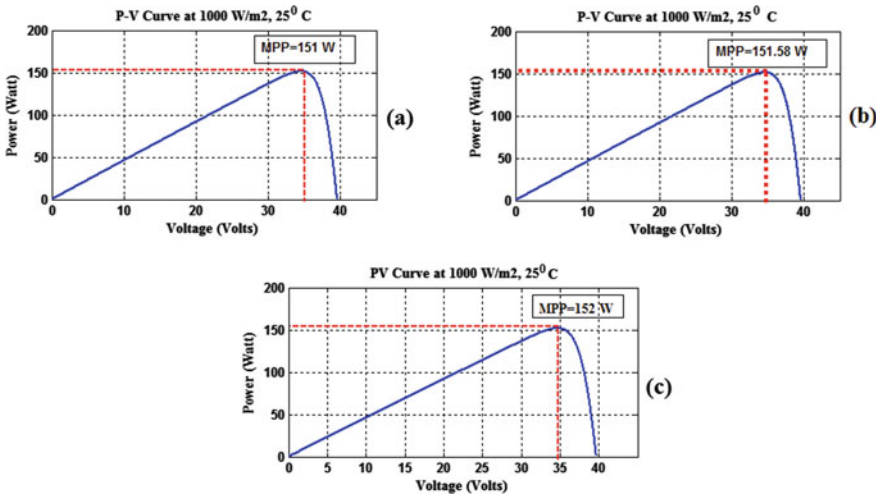 P-V Curve at 1000 W/m2, 25⁰ C
MPP=151 W
200
150
100
50
0
Power (Watt)
0 10 20 30 40
Voltage (Volts)
(a)
P-V Curve at 1000 W/m2, 25⁰ C
MPP=151.58 W
200
150
100
50
0
Power (Watt)
0 10 20 30 40
Voltage (Volts)
(b)
PV Curve at 1000 W/m2, 25⁰ C
MPP=152 W
200
150
100
50
0
Power (Watt)
0 5 10 15 20 25 30 35 40
Voltage (Volts)
(c)